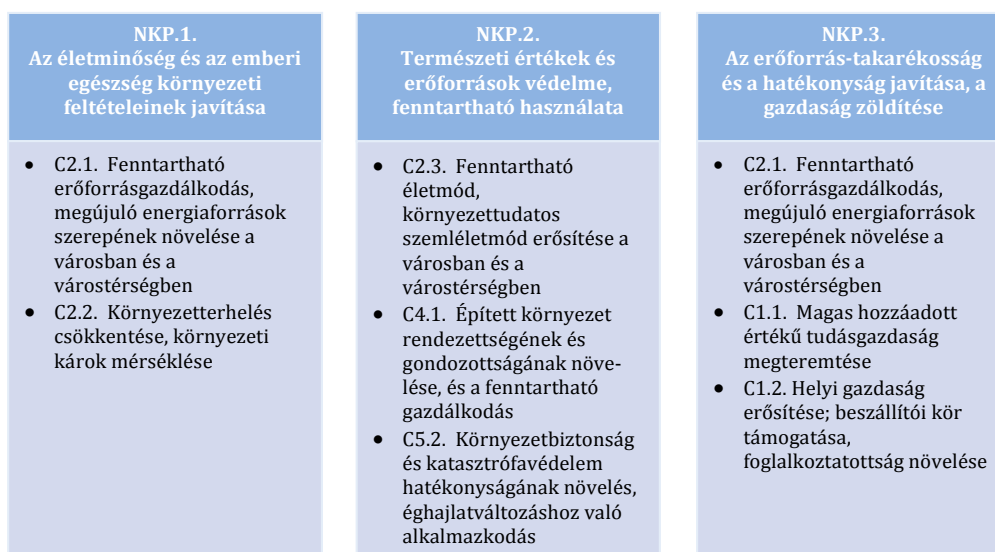 NKP.1.
Az életminőség és az emberi
egészség környezeti
feltételeinek javítása
• C2.1. Fenntartható
erőforrásgazdálkodás,
megújuló energiaforrások
szerepének növelése a
városban és a
várostérségben
• C2.2. Környezetterhelés
csökkentése, környezeti
károk mérséklése
NKP.2.
Természeti értékek és
erőforrások védelme,
fenntartható használata
• C2.3. Fenntartható
életmód,
környezettudatos
szemléletmód erősítése a
városban és a
várostérségben
• C4.1. Épített környezet
rendezettségének és
gondozottságának növe-
lése, és a fenntartható
gazdálkodás
• C5.2. Környezetbiztonság
és katasztrófavédelem
hatékonyságának növelés,
éghajlatváltozáshoz való
alkalmazkodás
NKP.3.
Az erőforrás-takarékosság
és a hatékonyság javítása, a
gazdaság zöldítése
• C2.1. Fenntartható
erőforrásgazdálkodás,
megújuló energiaforrások
szerepének növelése a
városban és a
várostérségben
• C1.1. Magas hozzáadott
értékű tudásgazdaság
megteremtése
• C1.2. Helyi gazdaság
erősítése; beszállítói kör
támogatása,
foglalkoztatottság növelése